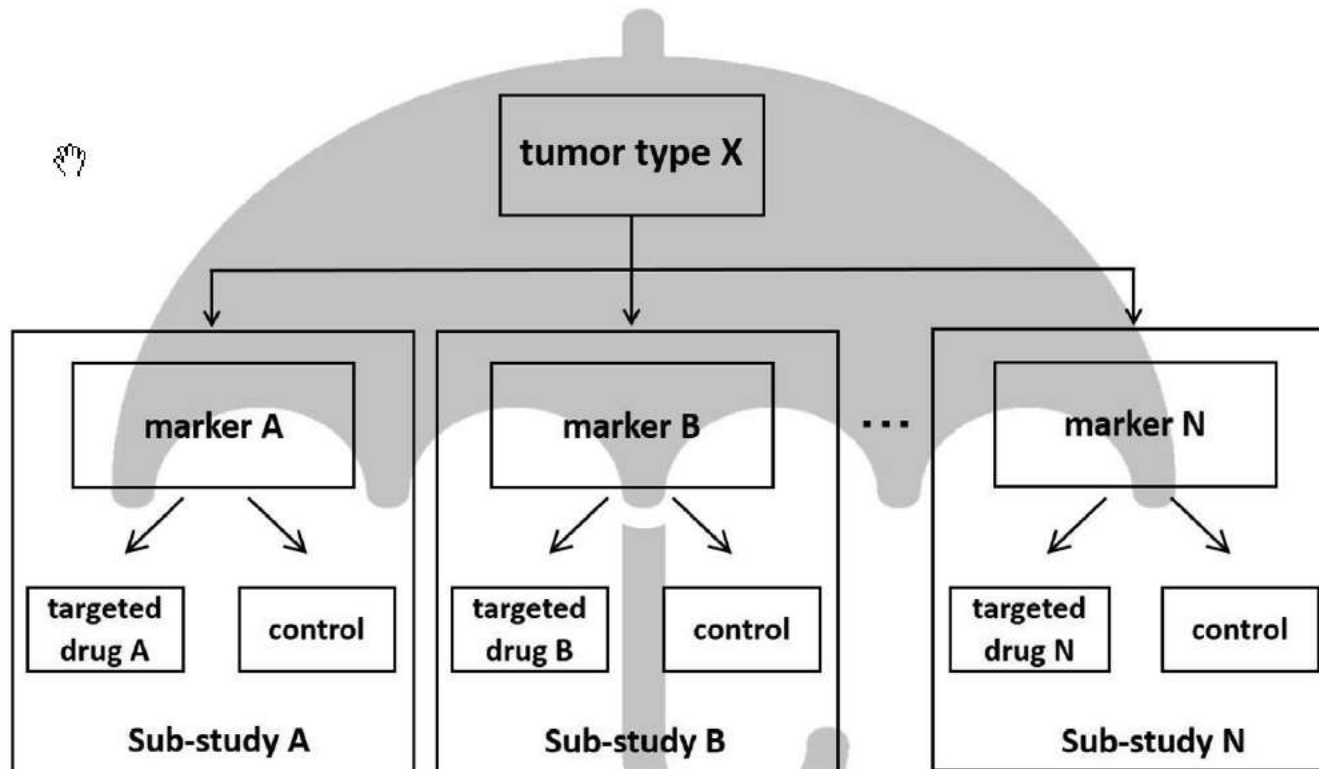 tumor type X
marker A
marker B
...
marker N
targeted
drug A
control
targeted
drug B
control
targeted
drug N
control
Sub-study A
Sub-study B
Sub-study N